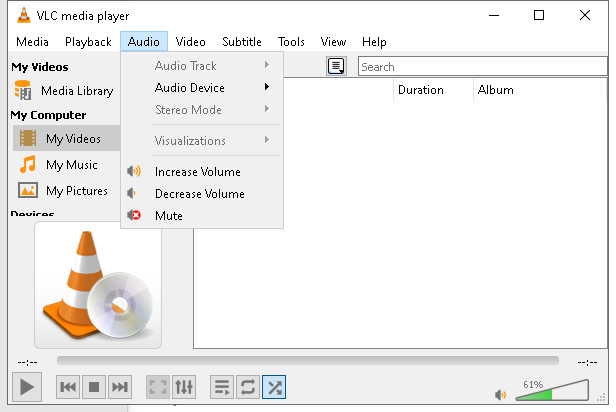 VLC media player
Media Playback Audio Video Subtitle Tools View Help
My Videos
Media Library
My Computer
My Videos
My Music
My Pictures
Devices
Audio Track
Audio Device
Stereo Mode
Visualizations
Increase Volume
Decrease Volume
Mute
Search
Duration Album
--:-- --:--
61%